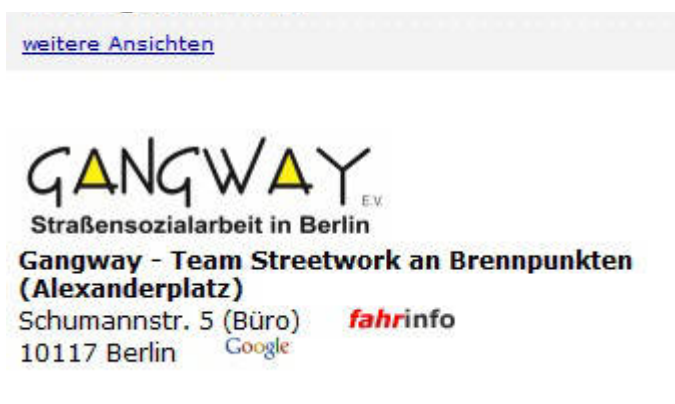 weitere Ansichten
GANGWAY E.V.
Straßensozialarbeit in Berlin
Gangway - Team Streetwork an Brennpunkten
(Alexanderplatz)
Schumannstr. 5 (Büro) fahrinfo
10117 Berlin Google